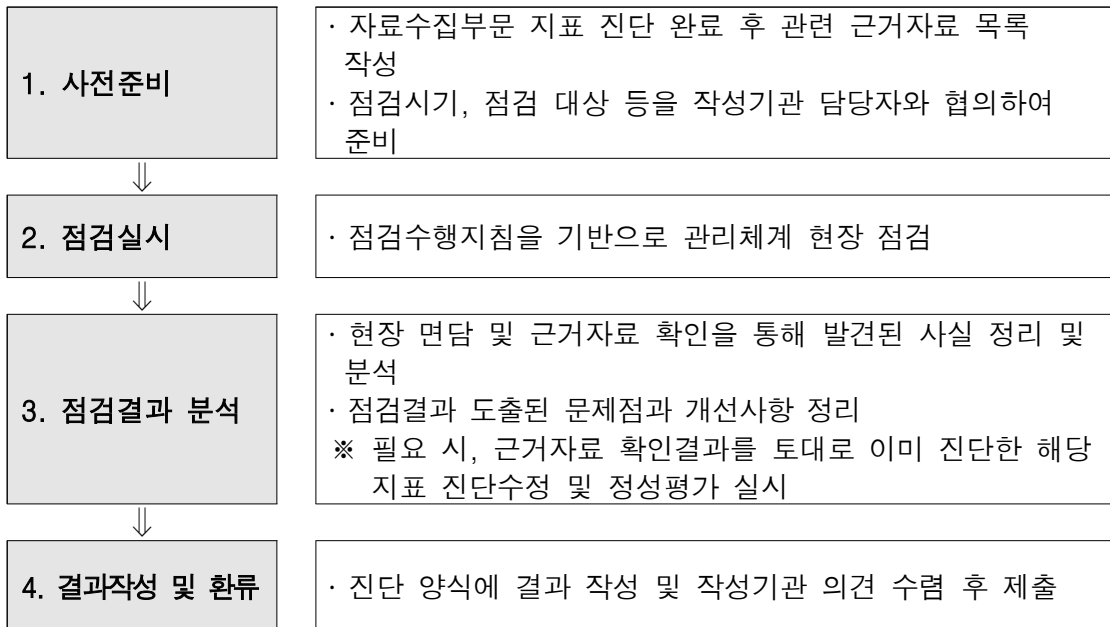 1. 사전준비
· 자료수집부문 지표 진단 완료 후 관련 근거자료 목록
작성
· 점검시기, 점검 대상 등을 작성기관 담당자와 협의하여
준비
⇓
2. 점검실시
· 점검수행지침을 기반으로 관리체계 현장 점검
⇓
3. 점검결과 분석
· 현장 면담 및 근거자료 확인을 통해 발견된 사실 정리 및
분석
· 점검결과 도출된 문제점과 개선사항 정리
※ 필요 시, 근거자료 확인결과를 토대로 이미 진단한 해당
지표 진단수정 및 정성평가 실시
⇓
4. 결과작성 및 환류
· 진단 양식에 결과 작성 및 작성기관 의견 수렴 후 제출